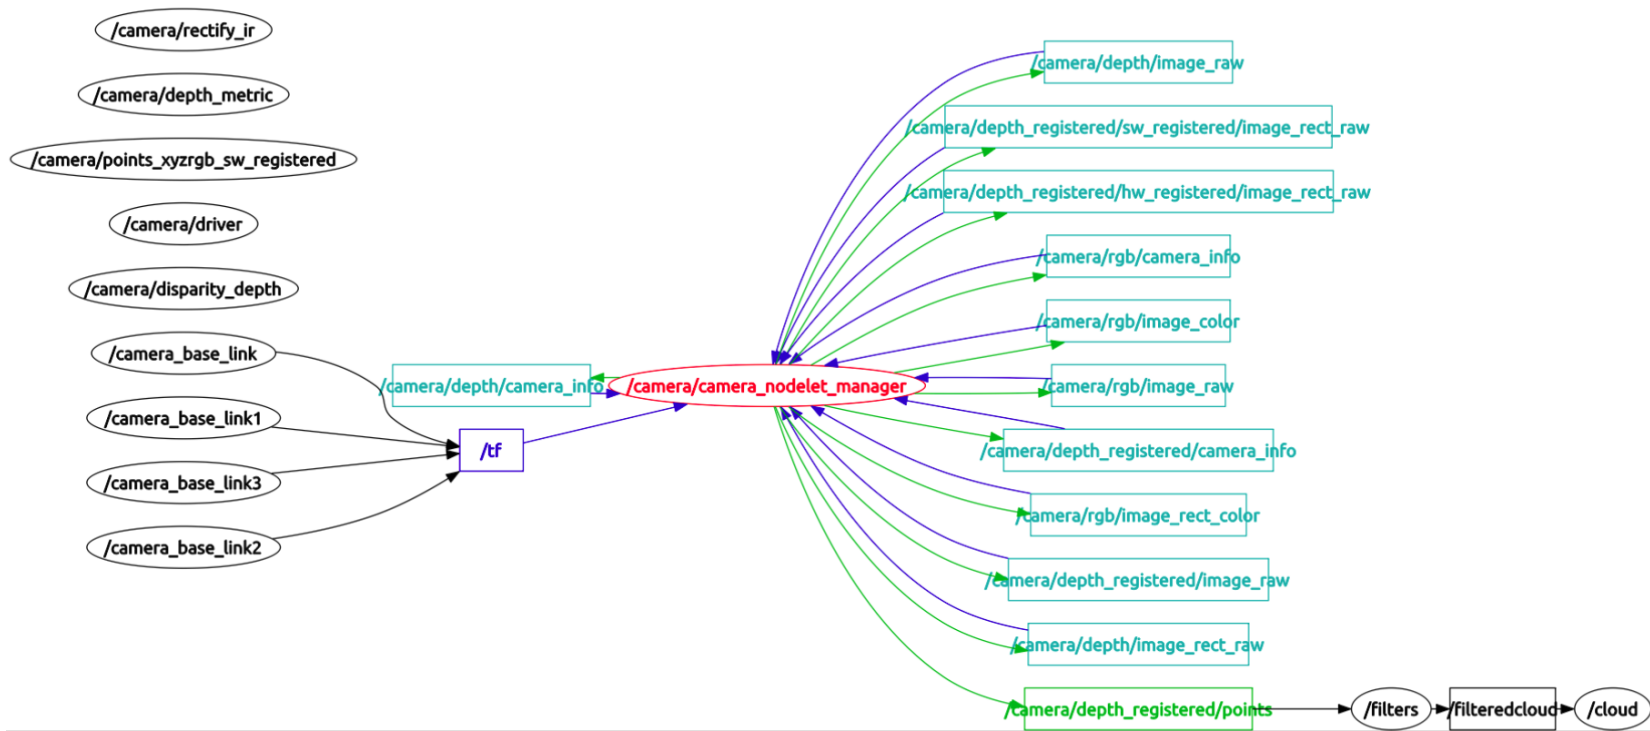 /camera/rectify_ir
/camera/depth_metric
/camera/points_xyzrgb_sw_registered
/camera/driver
/camera/disparity_depth
/camera_base_link
/camera_base_link1
/camera_base_link3
/camera_base_link2
/camera/depth/camera_info
/tf
/camera/camera_nodelet_manager
/camera/depth/image_raw
/camera/depth_registered/sw_registered/image_rect_raw
/camera/depth_registered/hw_registered/image_rect_raw
/camera/rgb/camera_info
/camera/rgb/image_color
/camera/rgb/image_raw
/camera/depth_registered/camera_info
/camera/rgb/image_rect_color
/camera/depth_registered/image_raw
/camera/depth/image_rect_raw
/camera/depth_registered/points
/filters
/filteredcloud
/cloud